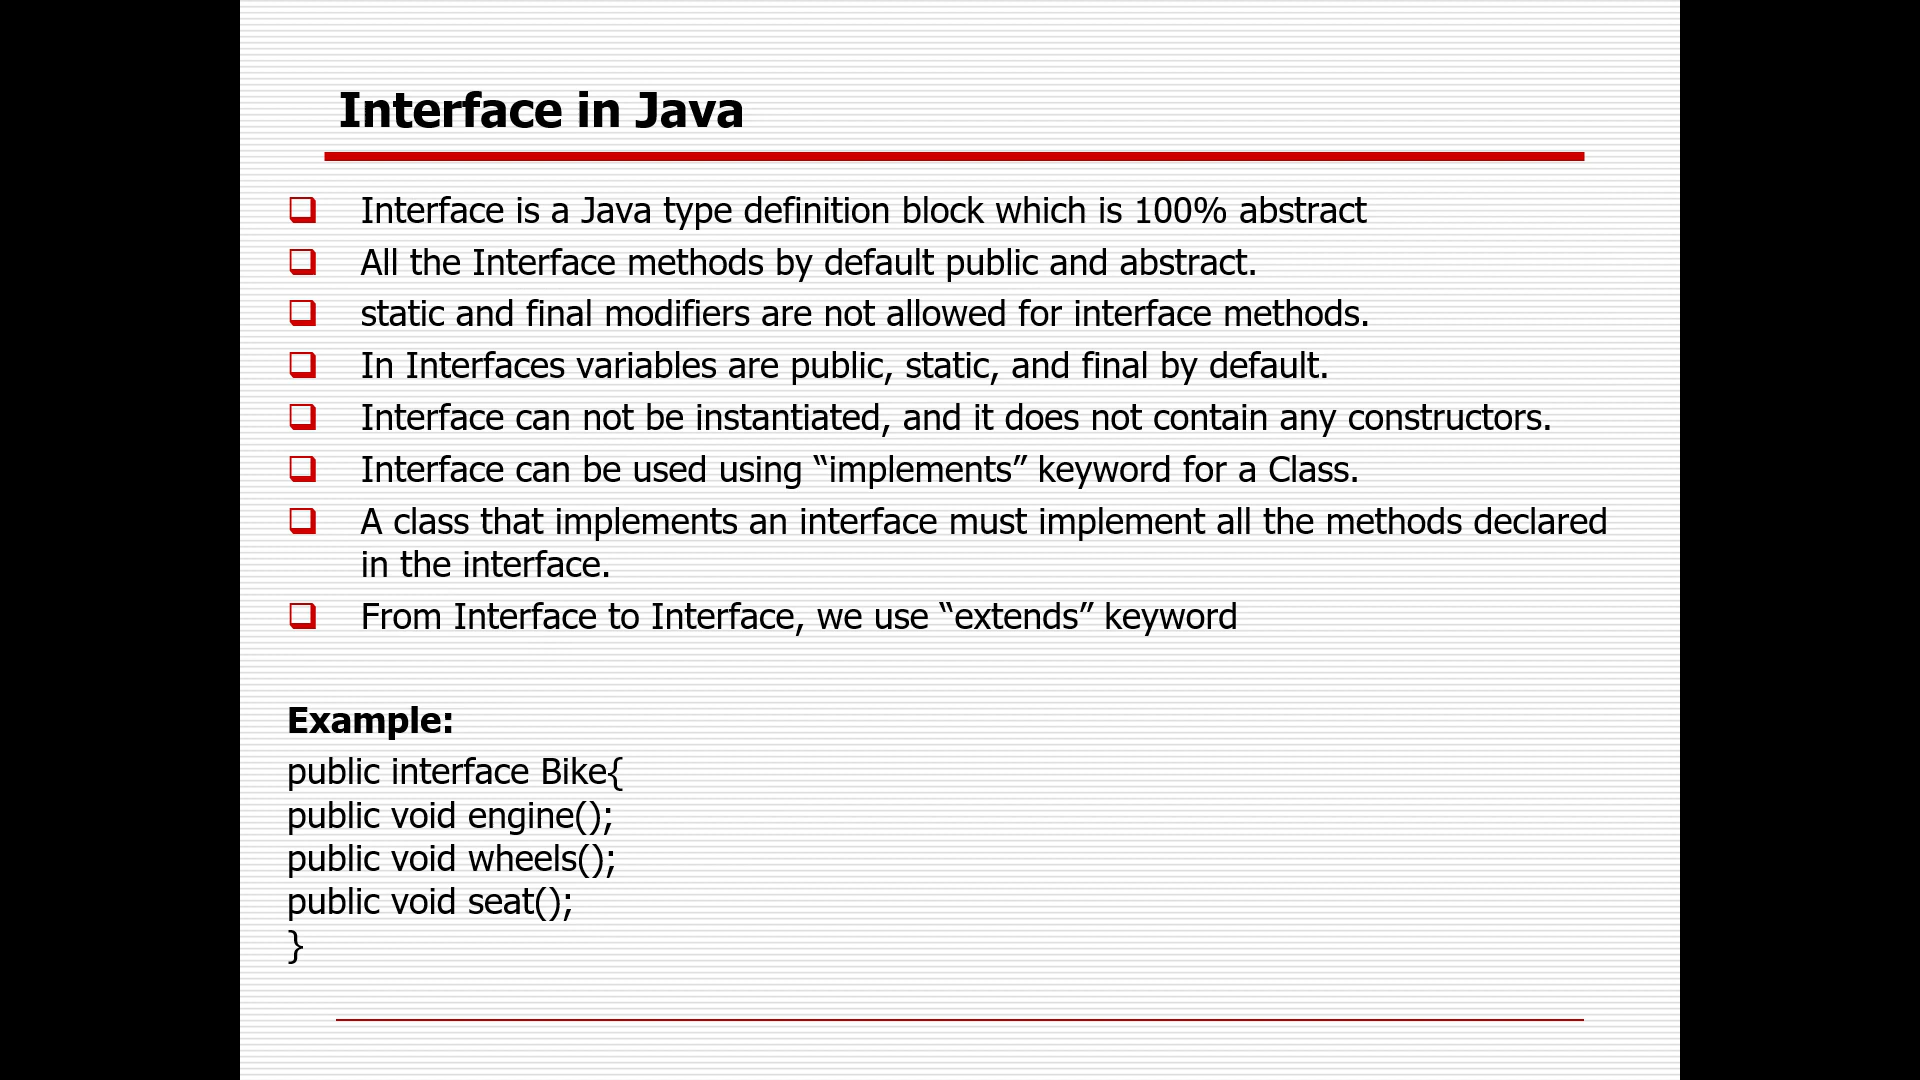 Interface in Java
Interface is a Java type definition block which is 100% abstract
All the Interface methods by default public and abstract.
static and final modifiers are not allowed for interface methods.
In Interfaces variables are public, static, and final by default.
Interface can not be instantiated, and it does not contain any constructors.
Interface can be used using “implements” keyword for a Class.
A class that implements an interface must implement all the methods declared
in the interface.
From Interface to Interface, we use “extends” keyword
Example:
public interface Bike{
public void engine();
public void wheels();
public void seat();
}